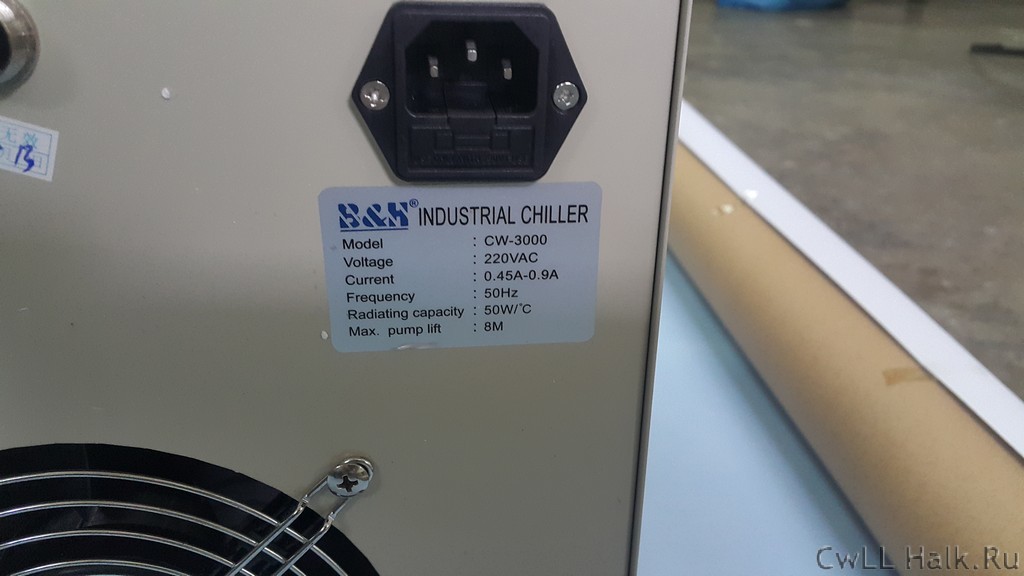 B&H® INDUSTRIAL CHILLER
Model : CW-3000
Voltage : 220VAC
Current : 0.45A-0.9A
Frequency : 50Hz
Radiating capacity : 50W/℃
Max. pump lift : 8M
13
CwLL Halk.Ru